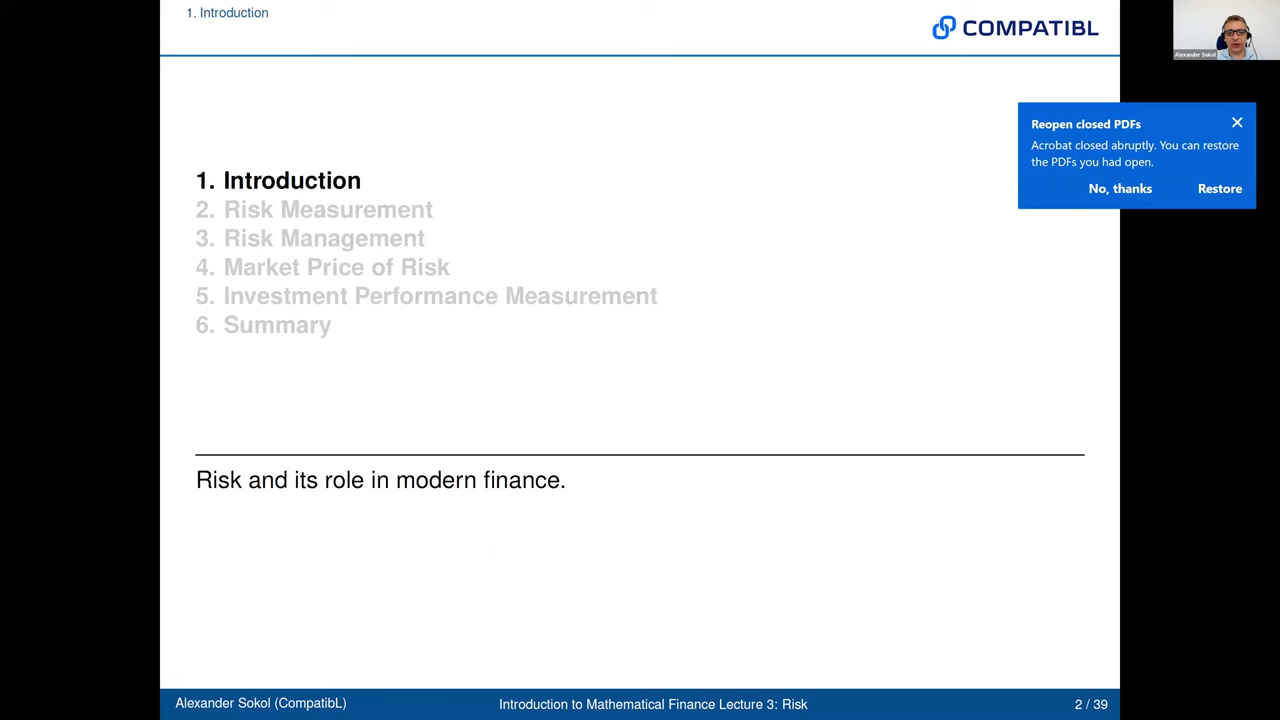 1. Introduction
COMPATIBL
Alexander Sokol
Reopen closed PDFs
Acrobat closed abruptly. You can restore
the PDFs you had open.
No, thanks Restore
1. Introduction
2. Risk Measurement
3. Risk Management
4. Market Price of Risk
5. Investment Performance Measurement
6. Summary
Risk and its role in modern finance.
Alexander Sokol (CompatibL) Introduction to Mathematical Finance Lecture 3: Risk 2 / 39